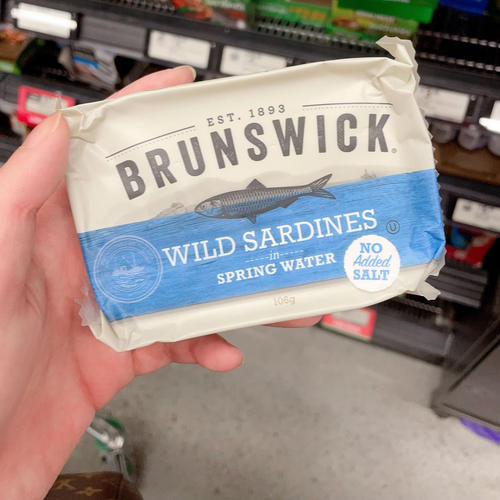 EST. 1893
BRUNSWICK®
WILD SARDINES
in
SPRING WATER
NO
Added
SALT
U
106g